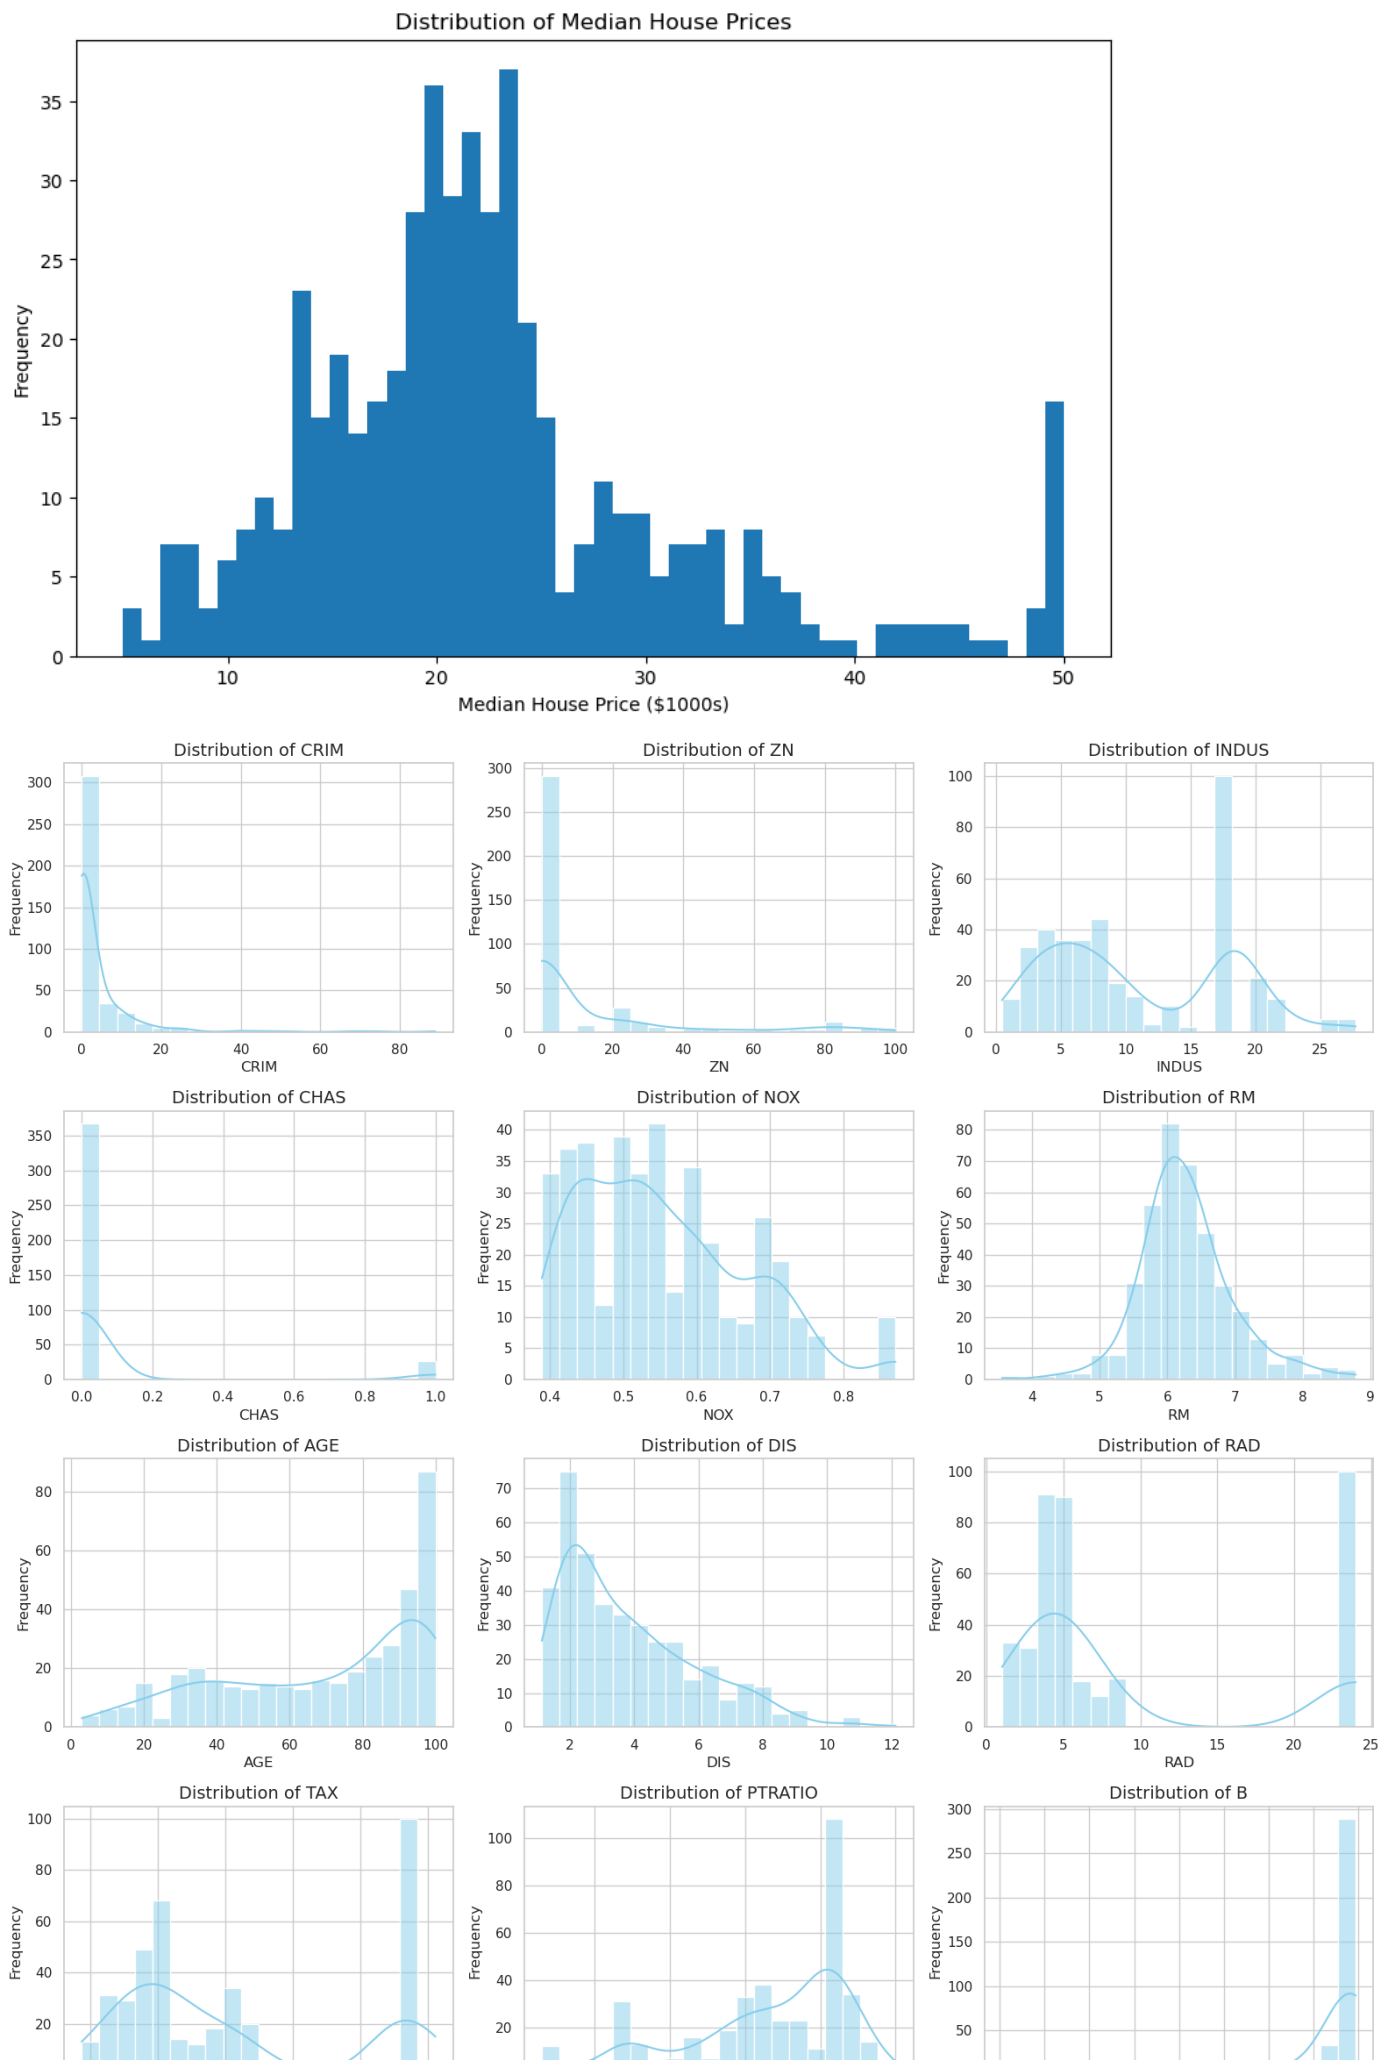 Distribution of Median House Prices
35
30
25
20
15
10
5
0
Frequency
10 20 30 40 50
Median House Price ($1000s)
Distribution of CRIM
300
250
200
150
100
50
0
Frequency
0 20 40 60 80
CRIM
Distribution of ZN
300
250
200
150
100
50
0
Frequency
0 20 40 60 80 100
ZN
Distribution of INDUS
100
80
60
40
20
0
Frequency
0 5 10 15 20 25
INDUS
Distribution of CHAS
350
300
250
200
150
100
50
0
Frequency
0.0 0.2 0.4 0.6 0.8 1.0
CHAS
Distribution of NOX
40
35
30
25
20
15
10
5
0
Frequency
0.4 0.5 0.6 0.7 0.8
NOX
Distribution of RM
80
70
60
50
40
30
20
10
0
Frequency
4 5 6 7 8 9
RM
Distribution of AGE
80
60
40
20
0
Frequency
0 20 40 60 80 100
AGE
Distribution of DIS
70
60
50
40
30
20
10
0
Frequency
2 4 6 8 10 12
DIS
Distribution of RAD
100
80
60
40
20
0
Frequency
0 5 10 15 20 25
RAD
Distribution of TAX
100
80
60
40
20
Frequency
Distribution of PTRATIO
100
80
60
40
20
Frequency
Distribution of B
300
250
200
150
100
50
Frequency